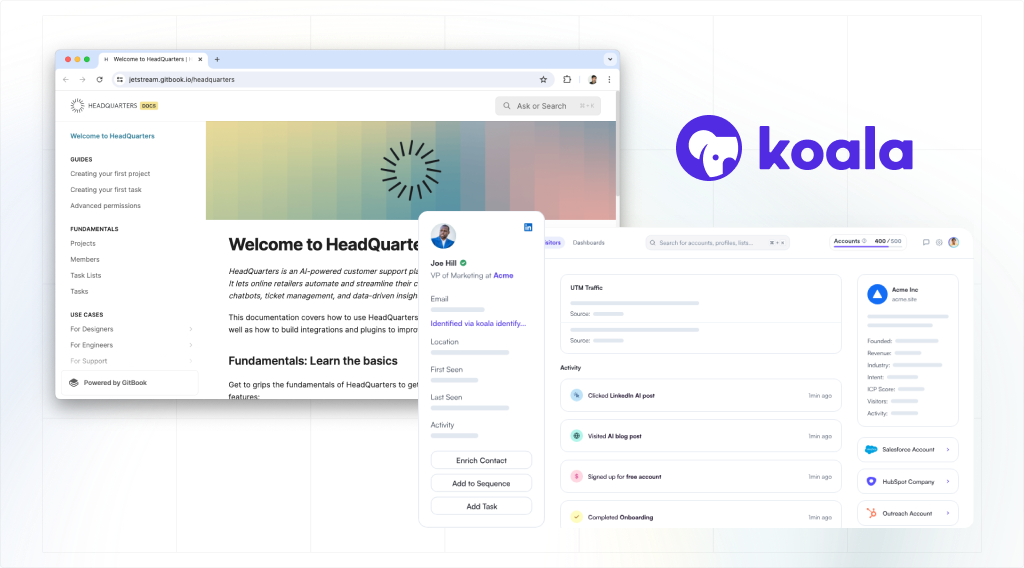 Welcome to HeadQuarters |
jetstream.gitbook.io/headquarters
HEADQUARTERS DOCS
Ask or Search
Welcome to HeadQuarters
GUIDES
Creating your first project
Creating your first task
Advanced permissions
FUNDAMENTALS
Projects
Members
Task Lists
Tasks
USE CASES
For Designers
For Engineers
For Support
Powered by GitBook
Welcome to HeadQuarte
HeadQuarters is an AI-powered customer support pla
It lets online retailers automate and streamline their c
chatbots, ticket management, and data-driven insigh
This documentation covers how to use HeadQuarters
well as how to build integrations and plugins to improv
Fundamentals: Learn the basics
Get to grips the fundamentals of HeadQuarters to get
features:
koala
Joe Hill
VP of Marketing at Acme
Email
Identified via koala identify...
Location
First Seen
Last Seen
Activity
Enrich Contact
Add to Sequence
Add Task
sitors
Dashboards
Search for accounts, profiles, lists...
Accounts
400 / 500
UTM Traffic
Source:
Source:
Activity
Clicked LinkedIn AI post
1min ago
Visited AI blog post
1min ago
Signed up for free account
1min ago
Completed Onboarding
1min ago
Acme Inc
acme.site
Founded:
Revenue:
Industry:
Intent:
ICP Score:
Visitors:
Activity:
Salesforce Account
HubSpot Company
Outreach Account